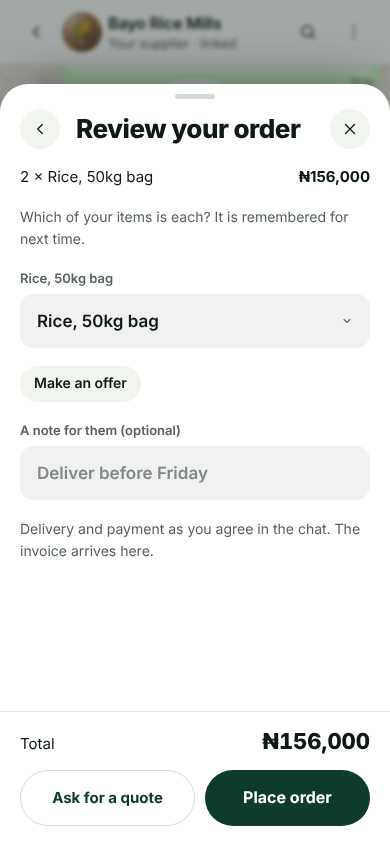 Bayo Rice Mills
Your supplier · linked
Review your order
2 × Rice, 50kg bag
₦156,000
Which of your items is each? It is remembered for
next time.
Rice, 50kg bag
Rice, 50kg bag
Make an offer
A note for them (optional)
Deliver before Friday
Delivery and payment as you agree in the chat. The
invoice arrives here.
Total
₦156,000
Ask for a quote
Place order